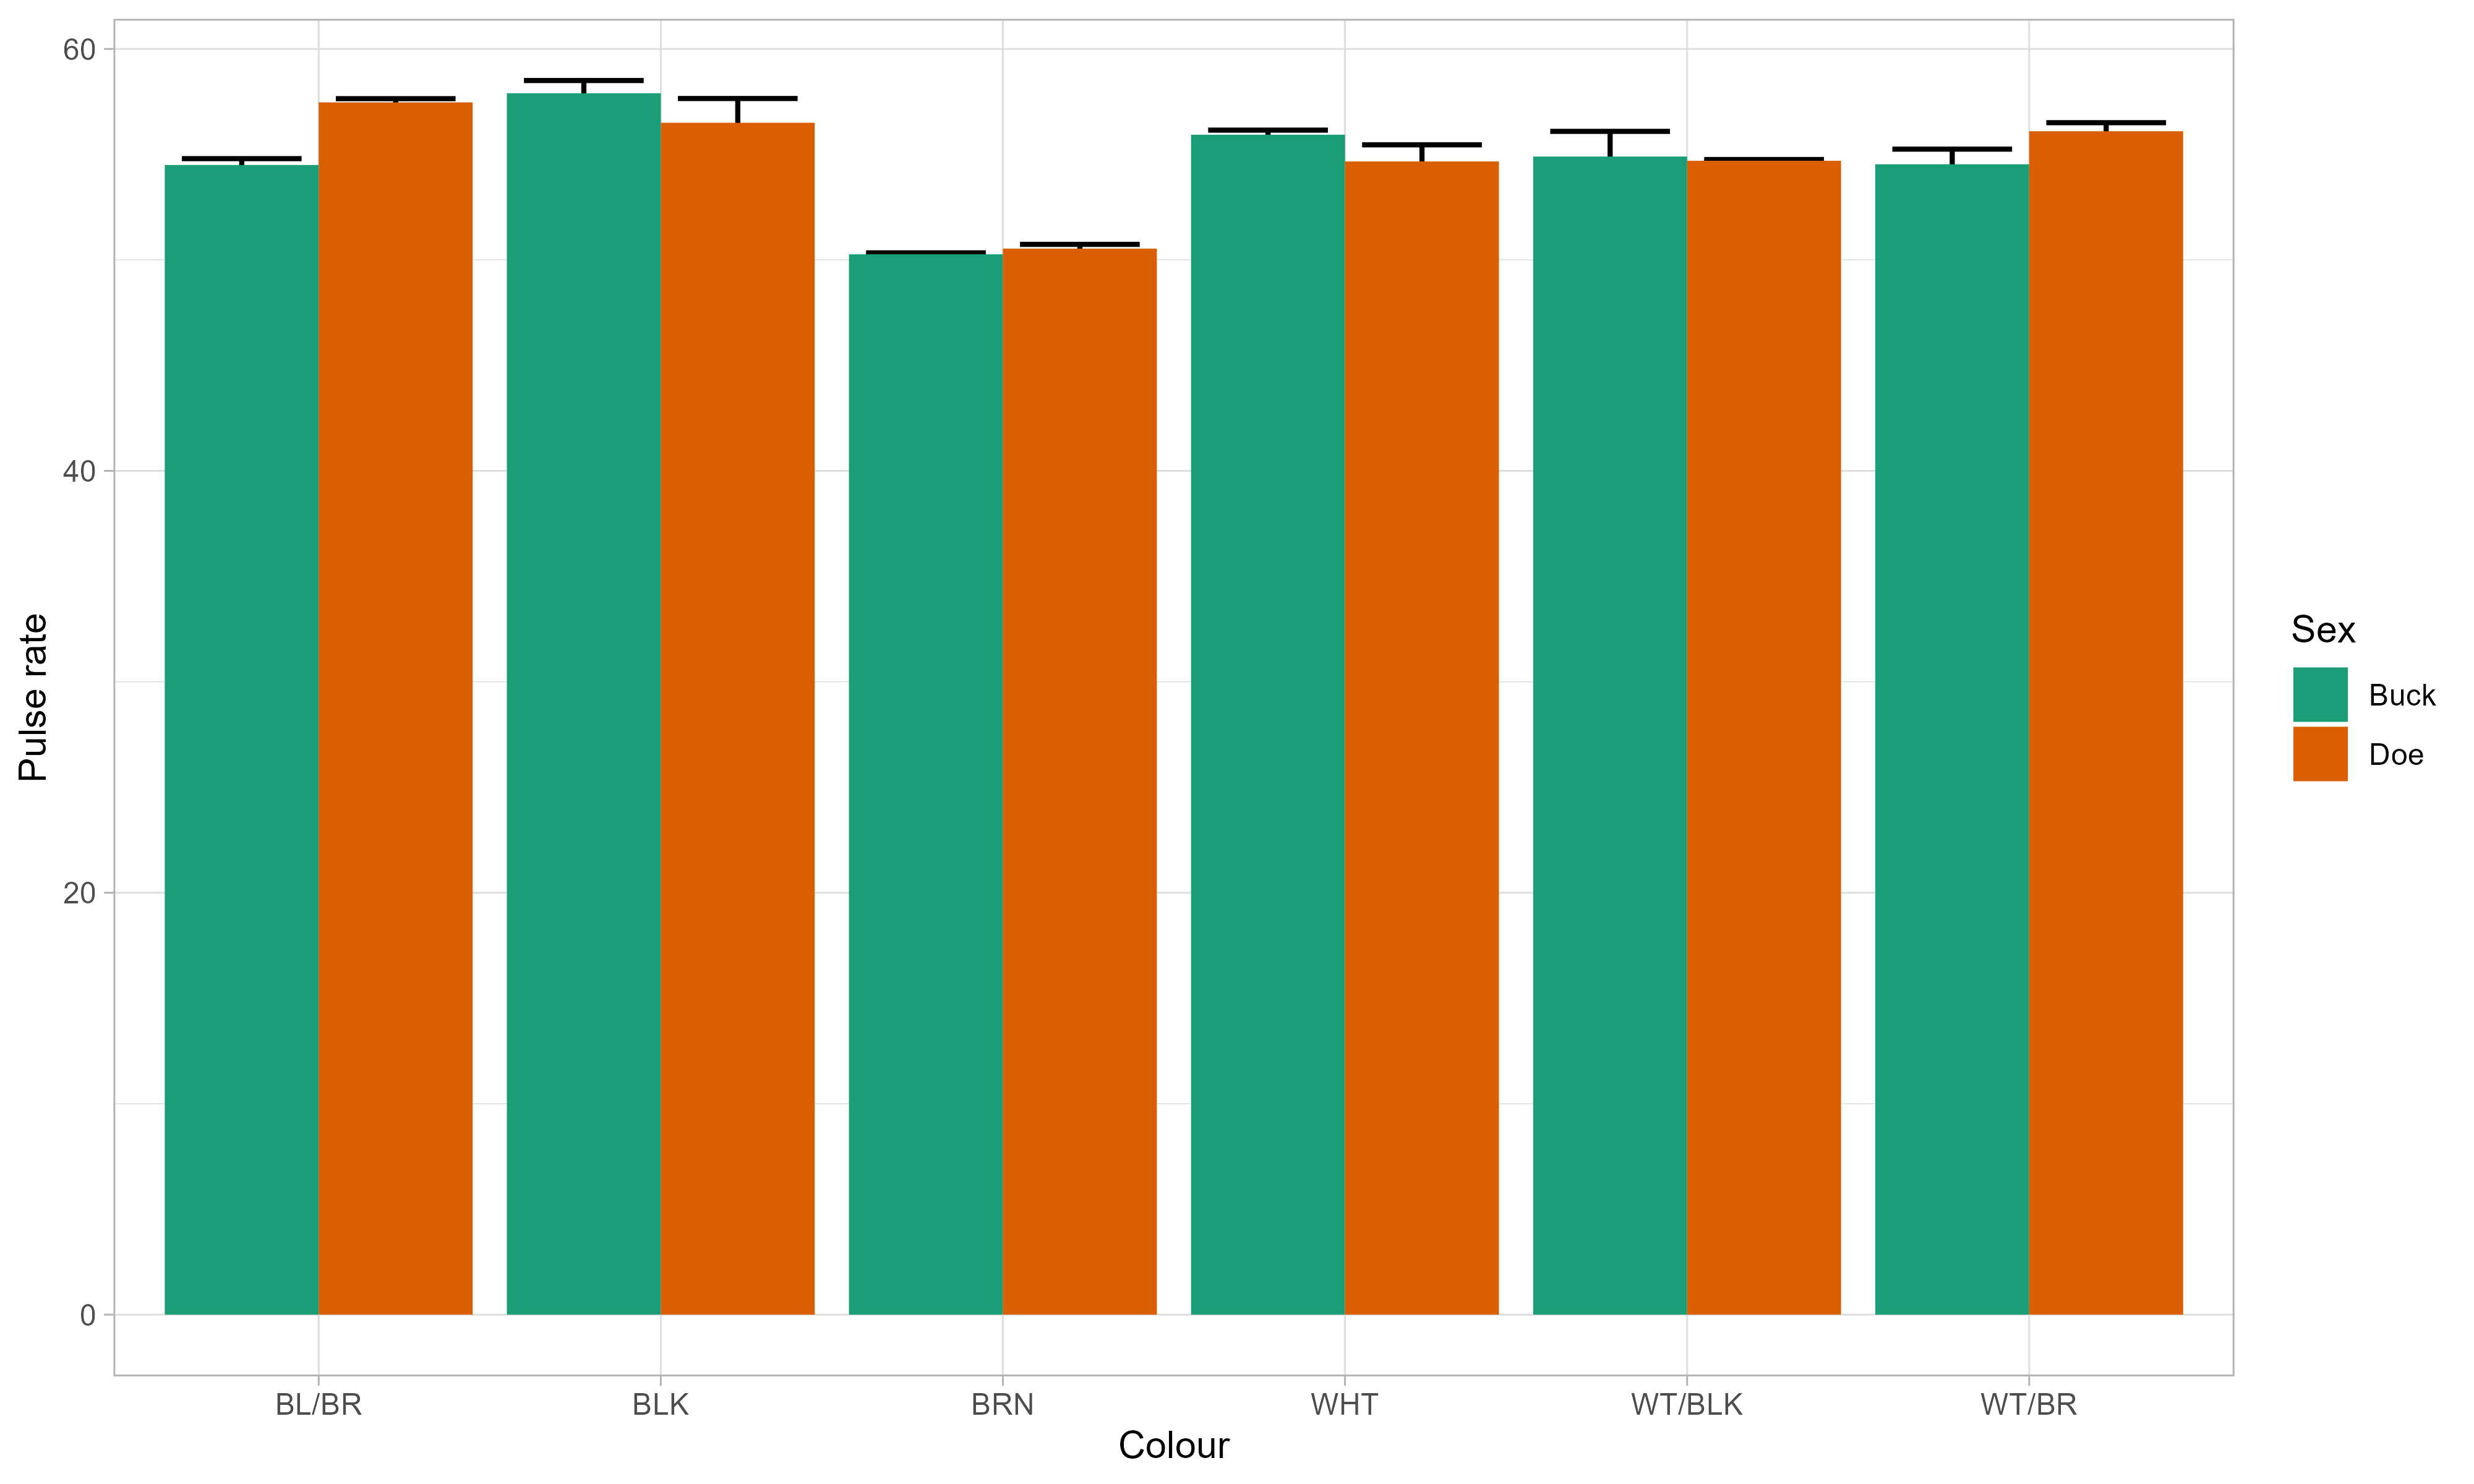 60
40
20
0
Pulse rate
BL/BR
BLK
BRN
WHT
WT/BLK
WT/BR
Colour
Sex
Buck
Doe